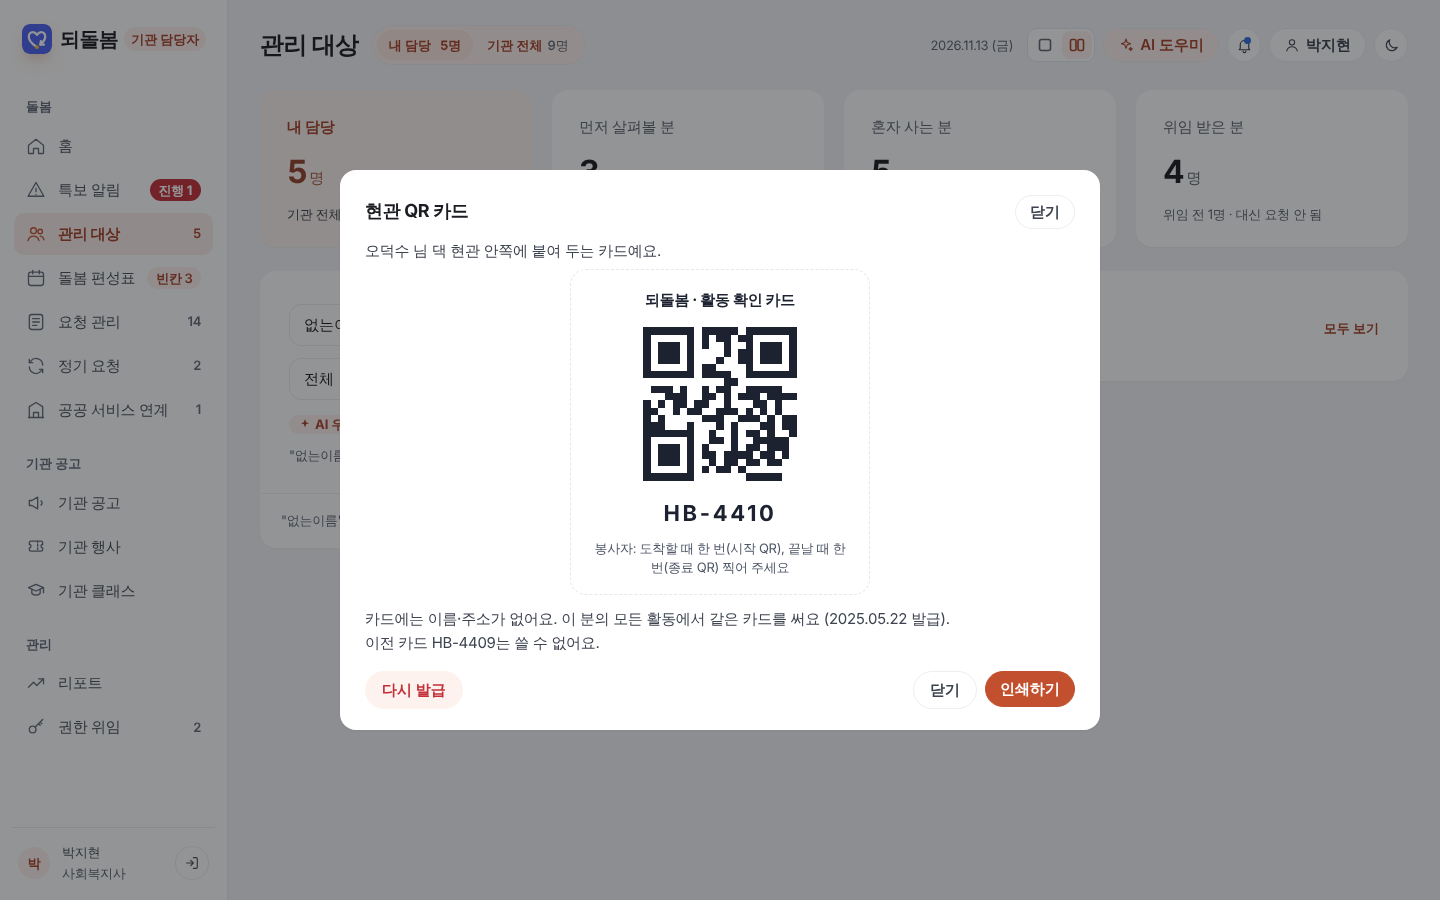 되돌봄 기관 담당자
돌봄
홈
특보 알림 진행 1
관리 대상 5
돌봄 편성표 빈칸 3
요청 관리 14
정기 요청 2
공공 서비스 연계 1
기관 공고
기관 공고
기관 행사
기관 클래스
관리
리포트
권한 위임 2
박 박지현
사회복지사
관리 대상 내 담당 5명 기관 전체 9명
2026.11.13 (금) AI 도우미 박지현
내 담당
5명
기관 전체
먼저 살펴볼 분
3
혼자 사는 분
5
위임 받은 분
4명
위임 전 1명 · 대신 요청 안 됨
전체
AI
모두 보기
"없는이름"
현관 QR 카드
닫기
오덕수 님 댁 현관 안쪽에 붙여 두는 카드예요.
되돌봄 · 활동 확인 카드
HB-4410
봉사자: 도착할 때 한 번(시작 QR), 끝날 때 한
번(종료 QR) 찍어 주세요
카드에는 이름·주소가 없어요. 이 분의 모든 활동에서 같은 카드를 써요 (2025.05.22 발급).
이전 카드 HB-4409는 쓸 수 없어요.
다시 발급 닫기 인쇄하기